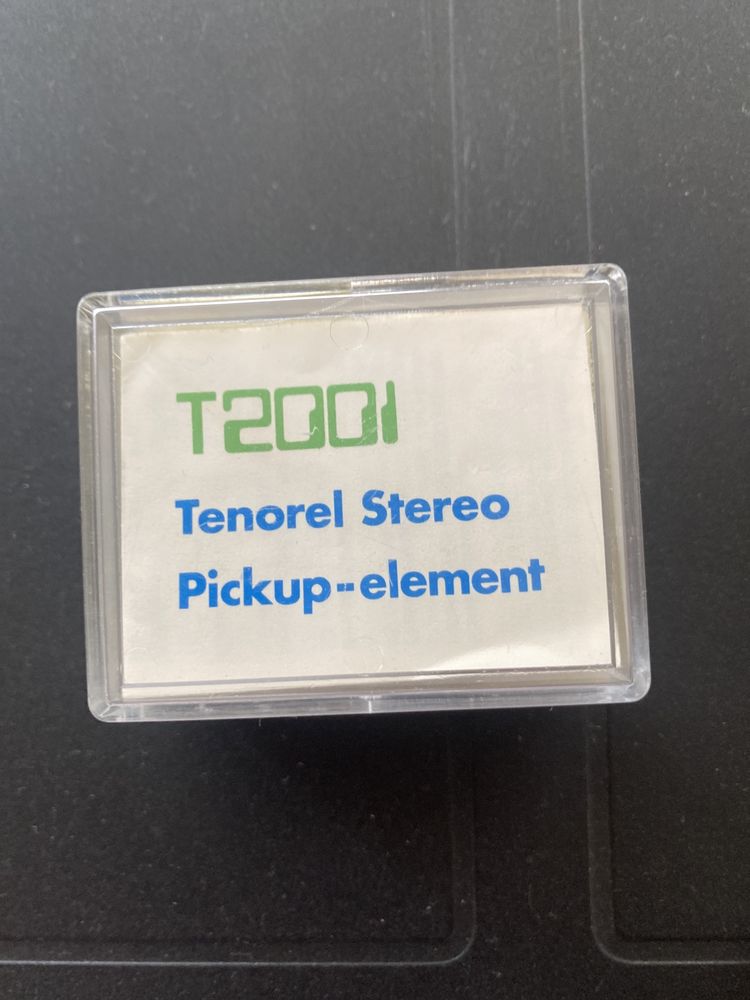 T2001
Tenorel Stereo
Pickup-element